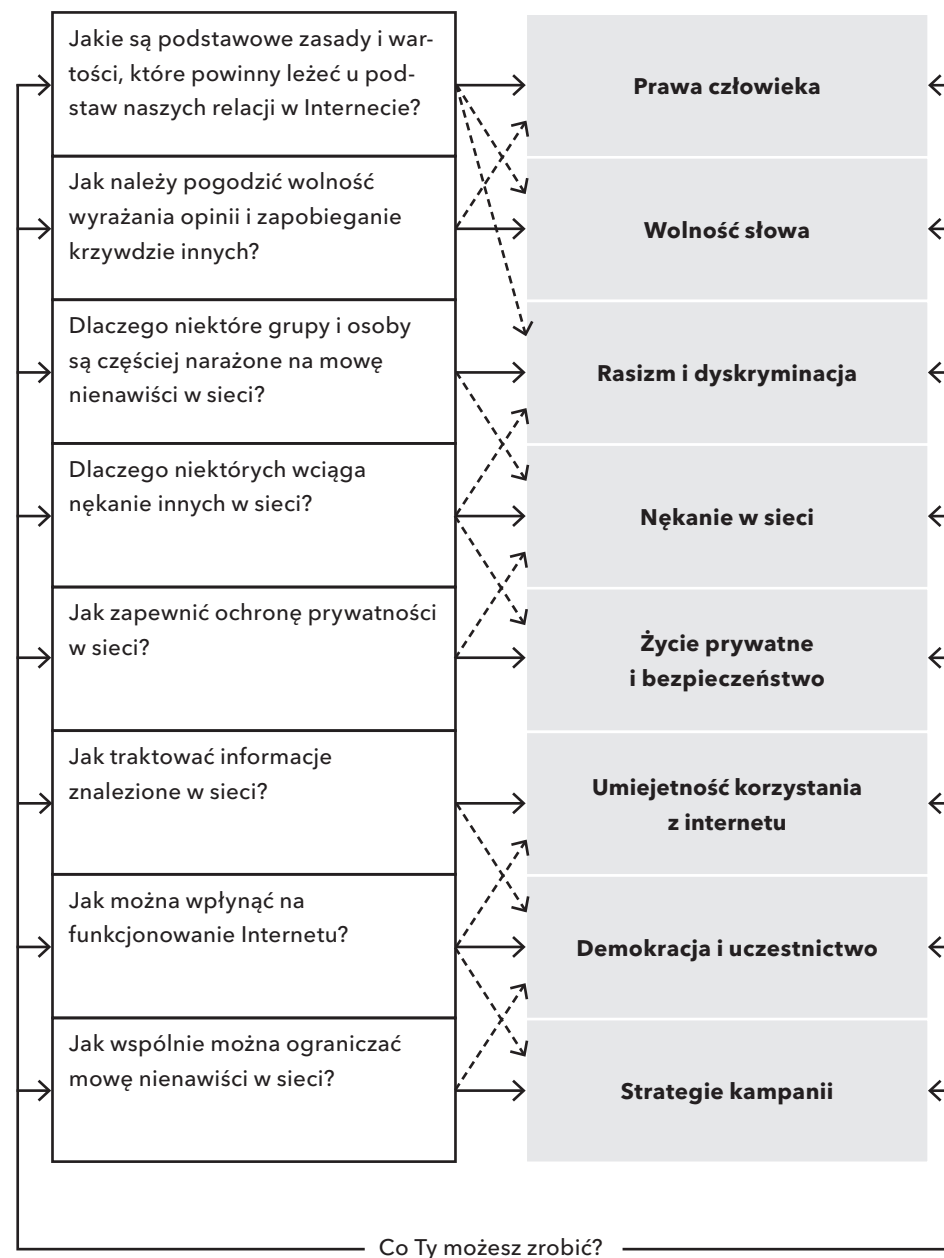 Jakie są podstawowe zasady i war-
tości, które powinny leżeć u pod-
staw naszych relacji w Internecie?
Prawa człowieka
Jak należy pogodzić wolność
wyrażania opinii i zapobieganie
krzywdzie innych?
Wolność słowa
Dlaczego niektóre grupy i osoby
są częściej narażone na mowę
nienawiści w sieci?
Rasizm i dyskryminacja
Dlaczego niektórych wciąga
nękanie innych w sieci?
Nękanie w sieci
Jak zapewnić ochronę prywatności
w sieci?
Życie prywatne
i bezpieczeństwo
Jak traktować informacje
znalezione w sieci?
Umiejetność korzystania
z internetu
Jak można wpłynąć na
funkcjonowanie Internetu?
Demokracja i uczestnictwo
Jak wspólnie można ograniczać
mowę nienawiści w sieci?
Strategie kampanii
Co Ty możesz zrobić?